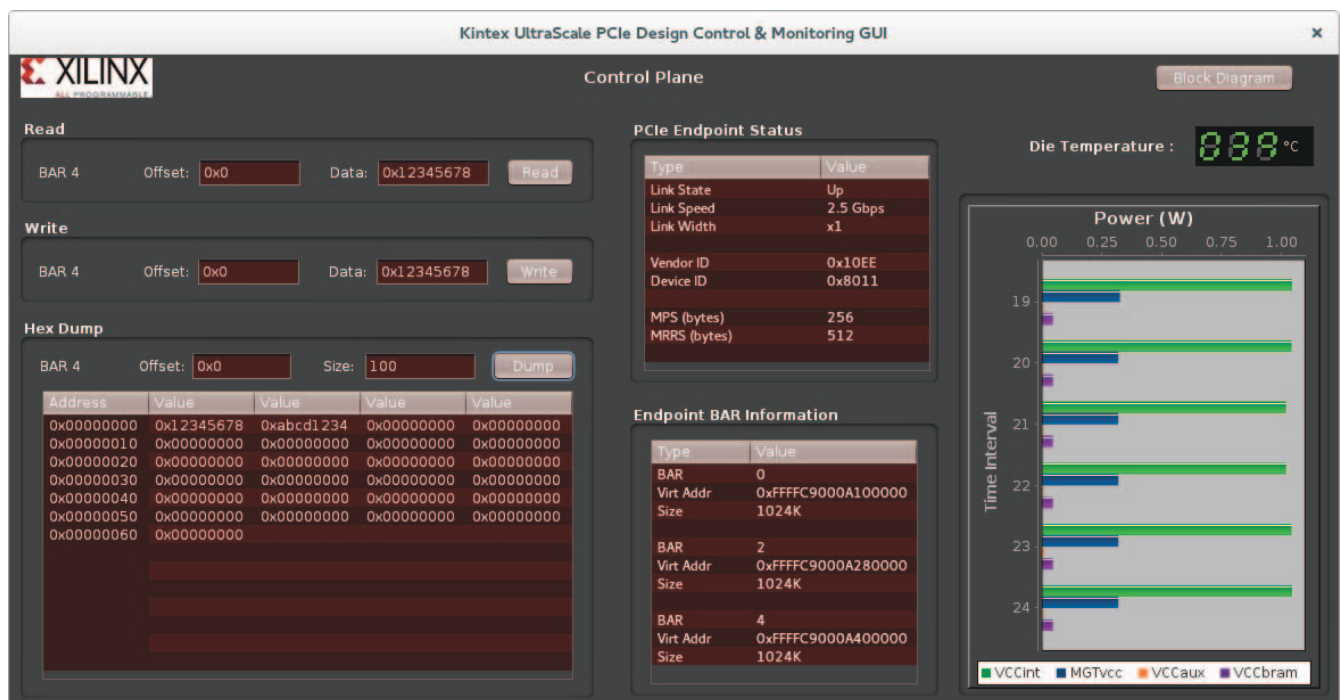 Kintex UltraScale PCIe Design Control & Monitoring GUI
XILINX
ALL PROGRAMMABLE
Control Plane
Block Diagram
Read
BAR 4 Offset: 0x0 Data: 0x12345678 Read
Write
BAR 4 Offset: 0x0 Data: 0x12345678 Write
Hex Dump
BAR 4 Offset: 0x0 Size: 100 Dump
Address Value Value Value Value
0x00000000 0x12345678 0xabcd1234 0x00000000 0x00000000
0x00000010 0x00000000 0x00000000 0x00000000 0x00000000
0x00000020 0x00000000 0x00000000 0x00000000 0x00000000
0x00000030 0x00000000 0x00000000 0x00000000 0x00000000
0x00000040 0x00000000 0x00000000 0x00000000 0x00000000
0x00000050 0x00000000 0x00000000 0x00000000 0x00000000
0x00000060 0x00000000
PCIe Endpoint Status
Type Value
Link State Up
Link Speed 2.5 Gbps
Link Width x1
Vendor ID 0x10EE
Device ID 0x8011
MPS (bytes) 256
MRRS (bytes) 512
Endpoint BAR Information
Type Value
BAR 0
Virt Addr 0xFFFFC9000A100000
Size 1024K
BAR 2
Virt Addr 0xFFFFC9000A280000
Size 1024K
BAR 4
Virt Addr 0xFFFFC9000A400000
Size 1024K
Die Temperature : °C
Power (W)
0.00 0.25 0.50 0.75 1.00
Time Interval
19
20
21
22
23
24
VCCint MGTvcc VCCaux VCCbram